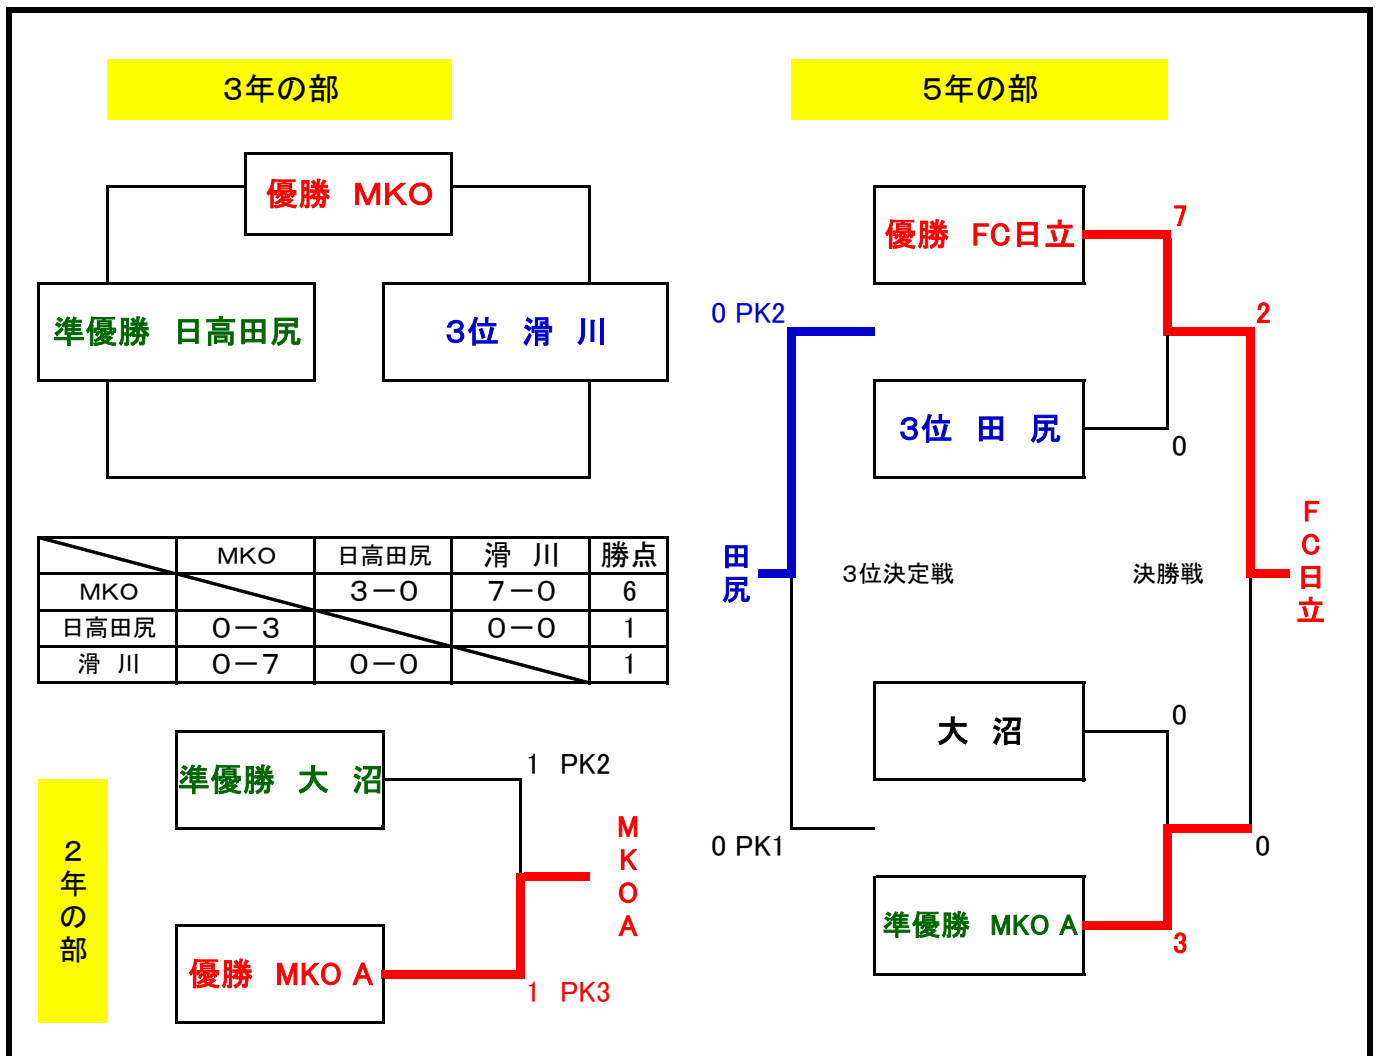 ３年の部
優勝　ＭＫＯ
準優勝　日高田尻
３位　滑　川
ＭＫＯ　日高田尻　滑　川　勝点
ＭＫＯ　３－０　７－０　6
日高田尻　０－３　０－０　1
滑　川　０－７　０－０　1
２年の部
準優勝　大　沼
1　PK2
優勝　MKO A
1　PK3
ＭＫＯＡ
５年の部
優勝　FC日立
7
0 PK2
2
３位　田　尻
0
田尻
３位決定戦
決勝戦
ＦＣ日立
大　沼
0
0 PK1
0
準優勝　MKO A
3